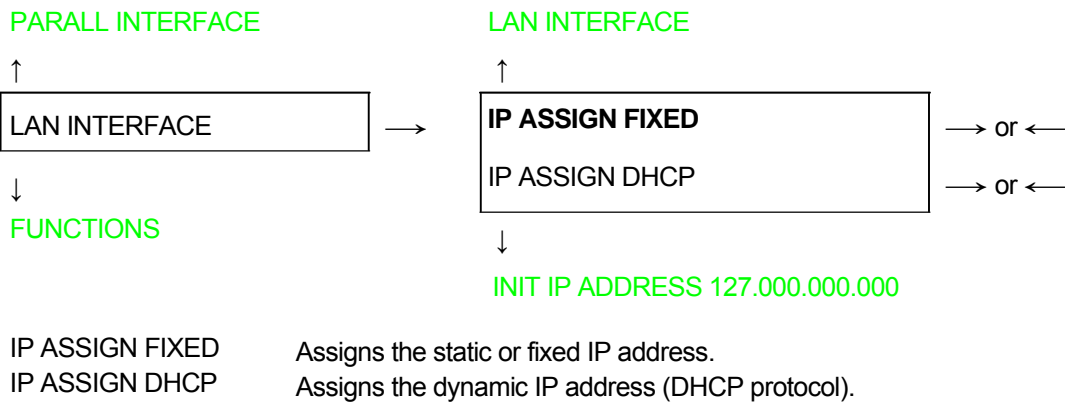 PARALL INTERFACE LAN INTERFACE
↑ ↑
LAN INTERFACE → IP ASSIGN FIXED → or ←
IP ASSIGN DHCP → or ←
↓
FUNCTIONS
↓
INIT IP ADDRESS 127.000.000.000
IP ASSIGN FIXED Assigns the static or fixed IP address.
IP ASSIGN DHCP Assigns the dynamic IP address (DHCP protocol).